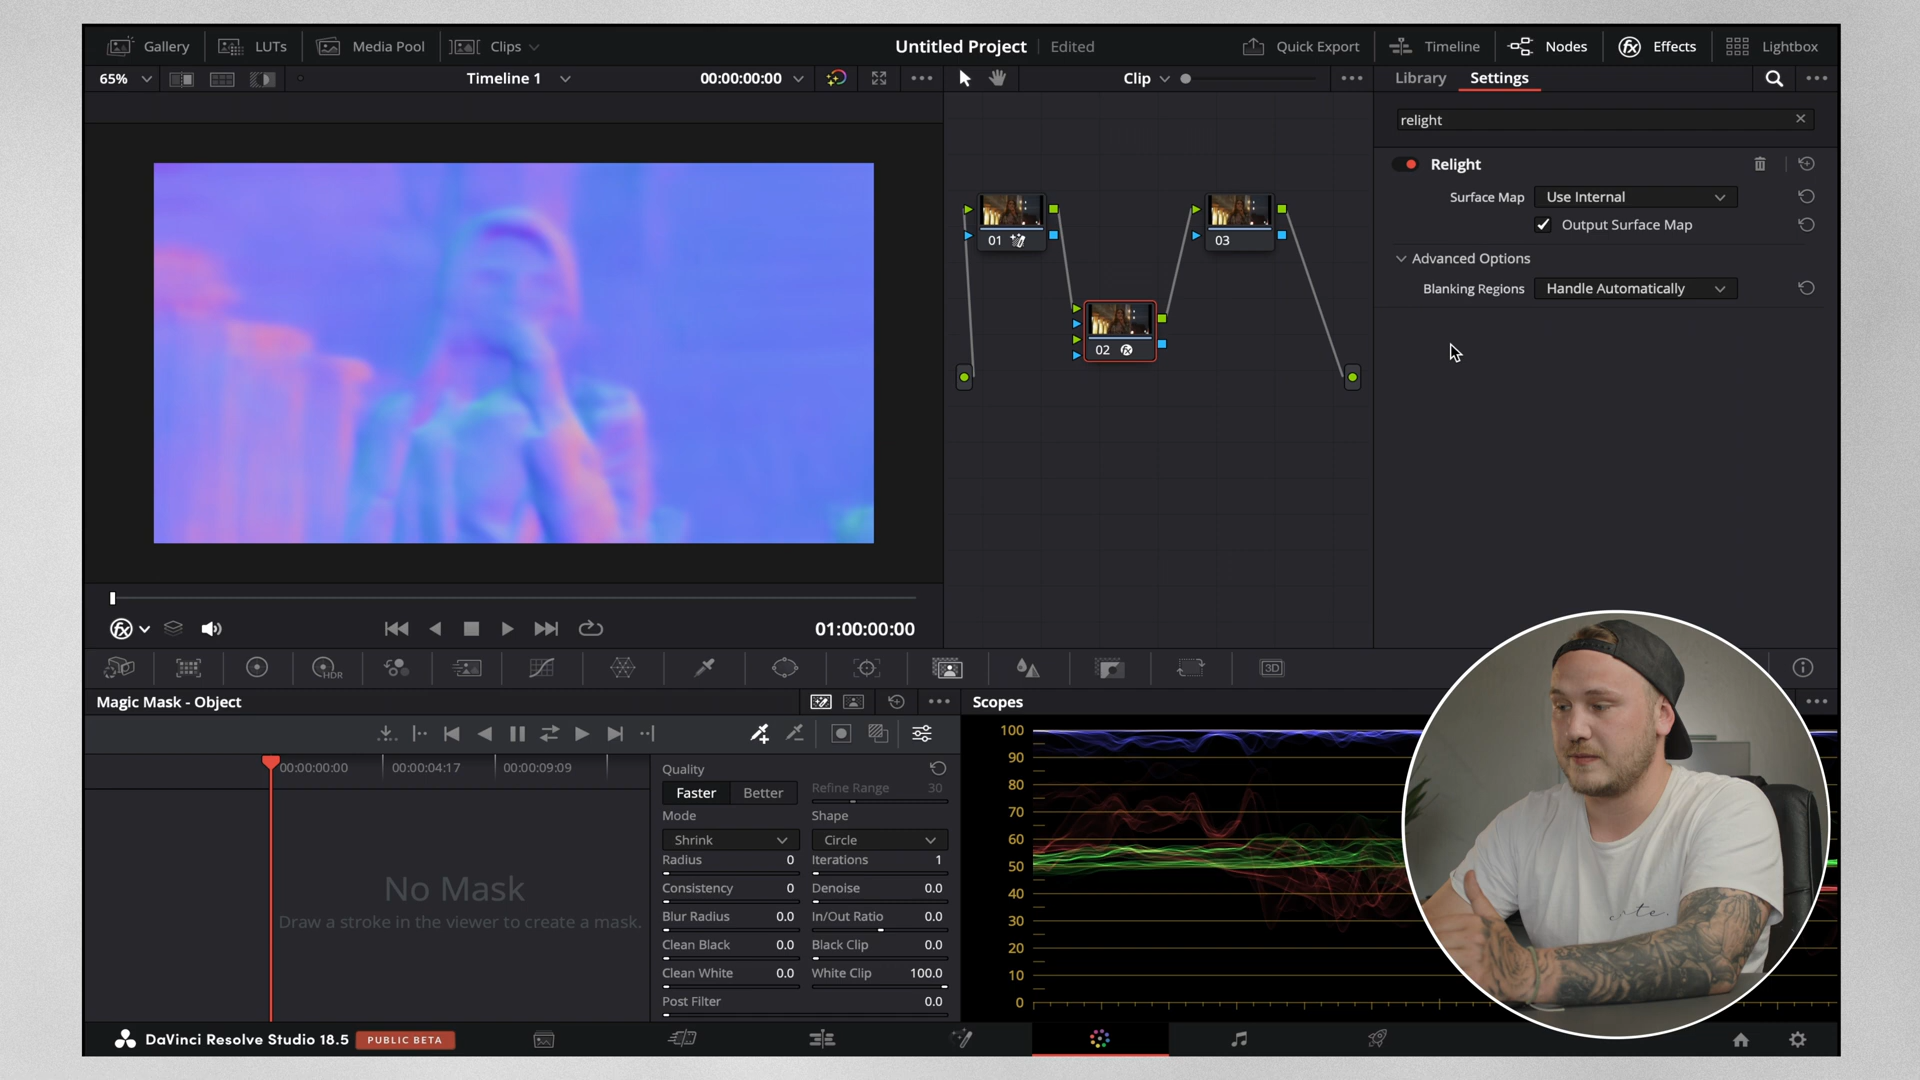 Gallery LUTs Media Pool Clips Untitled Project Edited Quick Export Timeline Nodes Effects Lightbox
65% Timeline 1 00:00:00:00 Clip Library Settings
relight
Relight
Surface Map Use Internal
Output Surface Map
Advanced Options
Blanking Regions Handle Automatically
01
03
02
01:00:00:00
HDR
3D
Magic Mask - Object
Scopes
00:00:00:00 00:00:04:17 00:00:09:09
No Mask
Draw a stroke in the viewer to create a mask.
Quality
Faster Better Refine Range 30
Mode Shape
Shrink Circle
Radius 0 Iterations 1
Consistency 0 Denoise 0.0
Blur Radius 0.0 In/Out Ratio 0.0
Clean Black 0.0 Black Clip 0.0
Clean White 0.0 White Clip 100.0
Post Filter 0.0
100
90
80
70
60
50
40
30
20
10
0
DaVinci Resolve Studio 18.5 PUBLIC BETA